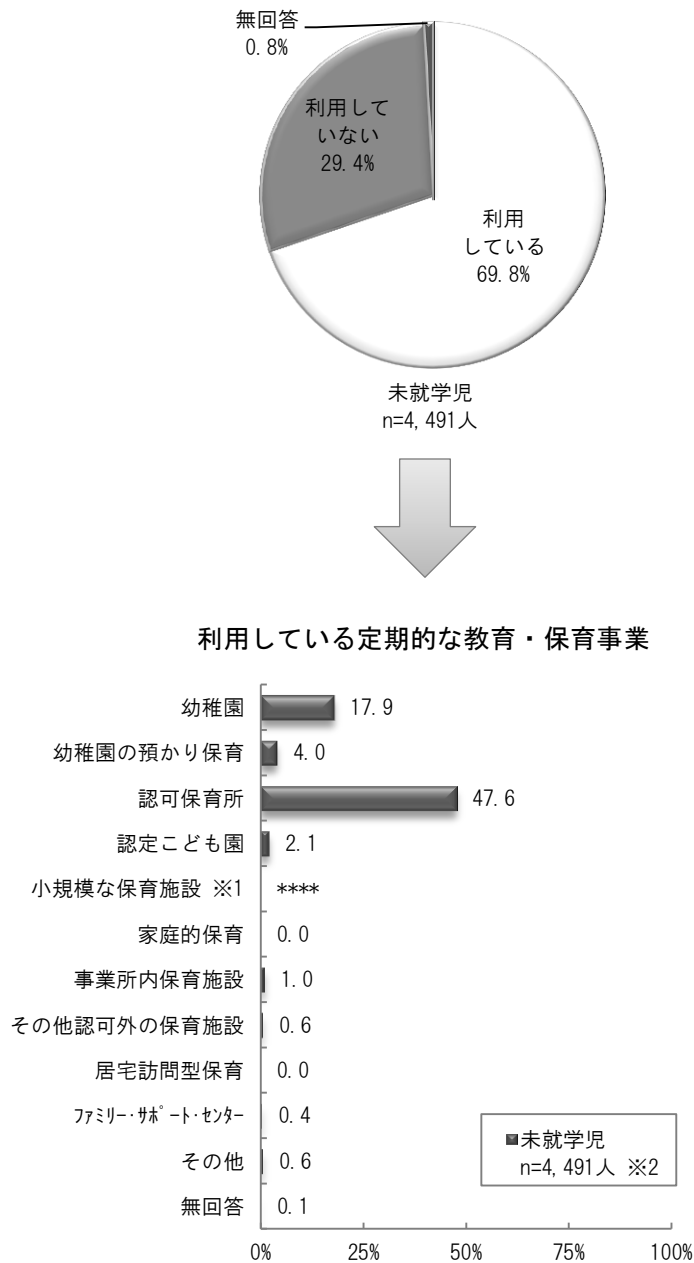 無回答
0.8%
利用して
いない
29.4%
利用
している
69.8%
未就学児
n=4,491人
利用している定期的な教育・保育事業
幼稚園 17.9
幼稚園の預かり保育 4.0
認可保育所 47.6
認定こども園 2.1
小規模な保育施設 ※1 ****
家庭的保育 0.0
事業所内保育施設 1.0
その他認可外の保育施設 0.6
居宅訪問型保育 0.0
ﾌｧﾐﾘｰ･ｻﾎﾟｰﾄ･ｾﾝﾀｰ 0.4
その他 0.6
無回答 0.1
未就学児
n=4,491人 ※2
0% 25% 50% 75% 100%